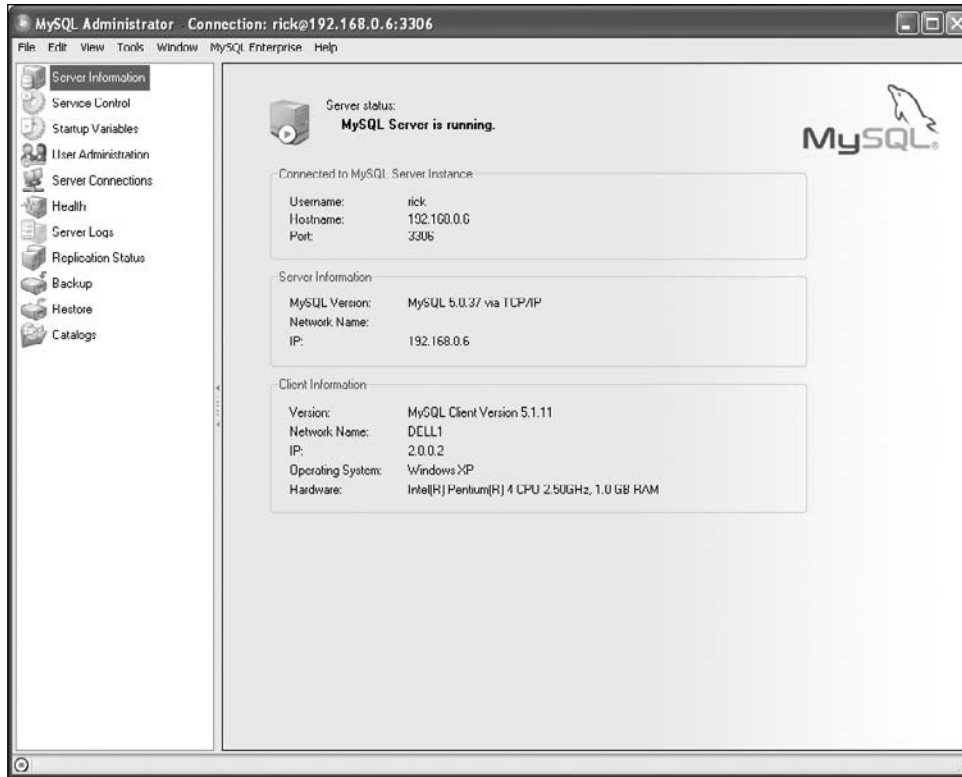 MySQL Administrator Connection: rick@192.168.0.6:3306
File Edit View Tools Window MySQL Enterprise Help
Server Information
Service Control
Startup Variables
User Administration
Server Connections
Health
Server Logs
Replication Status
Backup
Restore
Catalogs
Server status:
MySQL Server is running.
MySQL®
Connected to MySQL Server Instance
Username: rick
Hostname: 192.168.0.6
Port: 3306
Server Information
MySQL Version: MySQL 5.0.37 via TCP/IP
Network Name:
IP: 192.168.0.6
Client Information
Version: MySQL Client Version 5.1.11
Network Name: DELL1
IP: 2.0.0.2
Operating System: Windows XP
Hardware: Intel(R) Pentium(R) 4 CPU 2.50GHz, 1.0 GB RAM